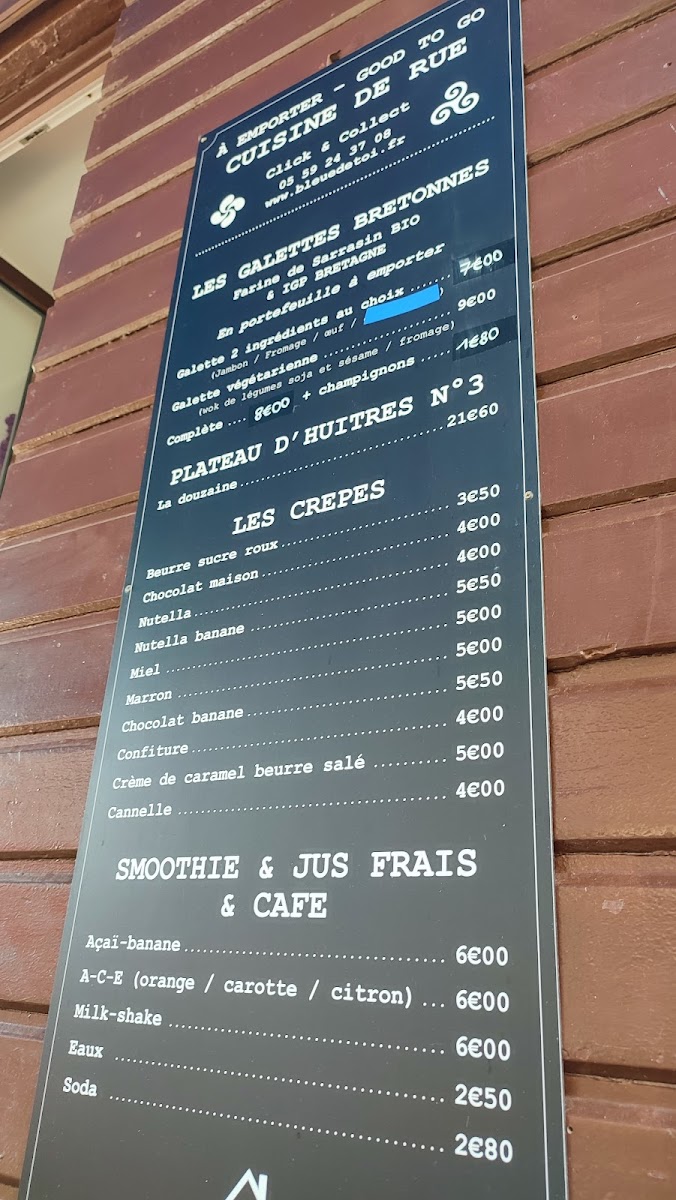 À EMPORTER - GOOD TO GO
CUISINE DE RUE
Click & Collect
05 59 24 37 08
www.bleuedetoi.fr
LES GALETTES BRETONNES
Farine de Sarrasin BIO
& IGP BRETAGNE
En portefeuille à emporter
Galette 2 ingrédients au choix ...... 7€00
(Jambon / Fromage / œuf / )
Galette végétarienne .................. 9€00
(wok de légumes soja et sésame / fromage)
Complète .... 8€00 + champignons ..... 1€80
PLATEAU D'HUITRES N°3
La douzaine .............................. 21€60
LES CREPES
Beurre sucre roux ........................ 3€50
Chocolat maison .......................... 4€00
Nutella .................................. 4€00
Nutella banane ........................... 5€50
Miel ..................................... 5€00
Marron ................................... 5€00
Chocolat banane .......................... 5€50
Confiture ................................ 4€00
Crème de caramel beurre salé .......... 5€00
Cannelle ................................. 4€00
SMOOTHIE & JUS FRAIS
& CAFE
Açaï-banane .............................. 6€00
A-C-E (orange / carotte / citron) ... 6€00
Milk-shake ............................... 6€00
Eaux ..................................... 2€50
Soda ..................................... 2€80